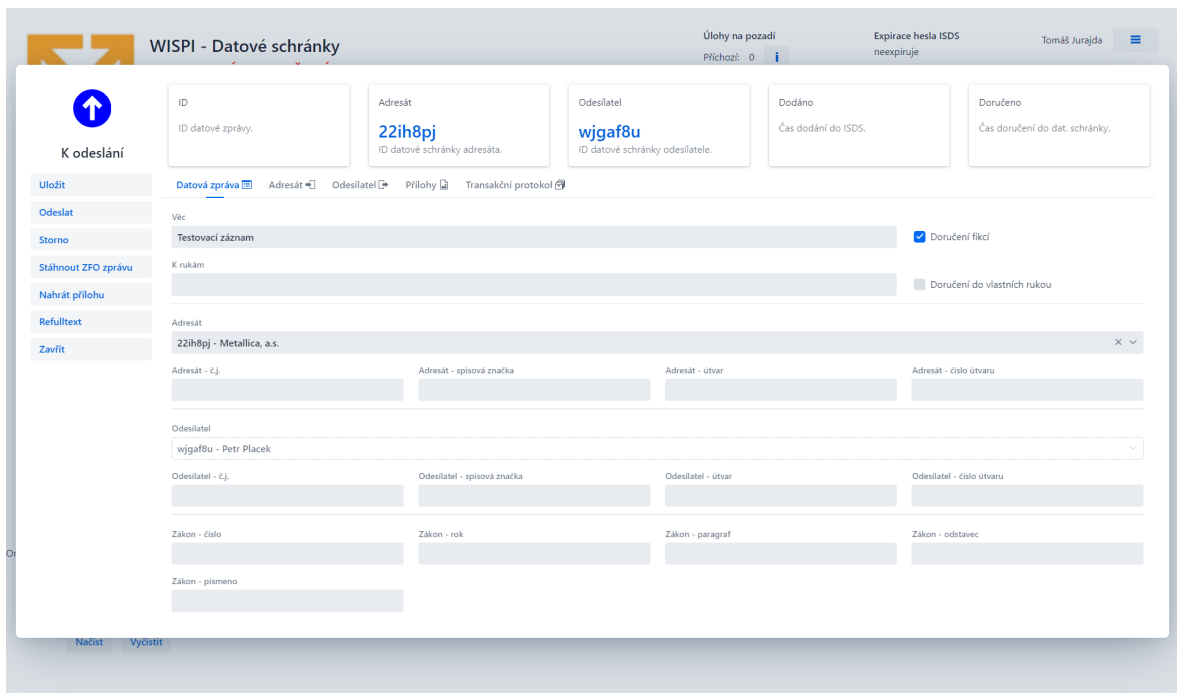 WISPI - Datové schránky
Úlohy na pozadí
Příchozí: 0 i
Expirace hesla ISDS
neexpiruje
Tomáš Jurajda
K odeslání
Uložit
Odeslat
Storno
Stáhnout ZFO zprávu
Nahrát přílohu
Refulltext
Zavřít
ID
ID datové zprávy.
Adresát
22ih8pj
ID datové schránky adresáta.
Odesílatel
wjgaf8u
ID datové schránky odesílatele.
Dodáno
Čas dodání do ISDS.
Doručeno
Čas doručení do dat. schránky.
Datová zpráva Adresát Odesílatel Přílohy Transakční protokol
Věc
Testovací záznam
Doručení fikcí
K rukám
Doručení do vlastních rukou
Adresát
22ih8pj - Metallica, a.s.
Adresát - č.j. Adresát - spisová značka Adresát - útvar Adresát - číslo útvaru
Odesílatel
wjgaf8u - Petr Placek
Odesílatel - č.j. Odesílatel - spisová značka Odesílatel - útvar Odesílatel - číslo útvaru
Zákon - číslo Zákon - rok Zákon - paragraf Zákon - odstavec
Zákon - písmeno
Načíst Vyčistit